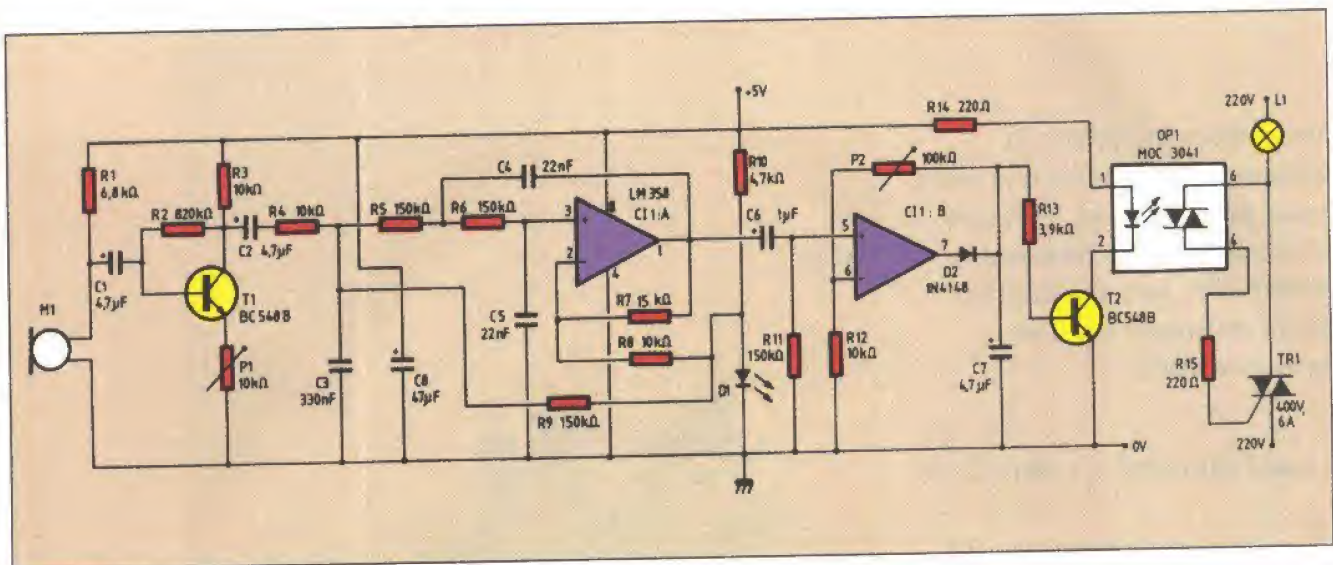 +5V
R14 220Ω
220V
L1
OP1
MOC 3041
R1
6,8kΩ
R3
10kΩ
R2 820kΩ
R4 10kΩ
C2 4,7µF
C1
4,7µF
T1
BC548B
M1
P1
10kΩ
R5 150kΩ
R6 150kΩ
C4
22nF
LM358
CI1:A
8
3
+
2
-
1
4
C5
22nF
R7 15 kΩ
R8 10kΩ
C3
330nF
C8
47µF
R9 150kΩ
R10
4,7kΩ
D1
C6
1µF
R11
150kΩ
P2
100kΩ
CI1:B
5
+
6
-
7
D2
1N4148
R12
10kΩ
C7
4,7µF
R13
3,9kΩ
T2
BC548B
1
2
6
4
R15
220Ω
TR1
400V,
6A
220V
0V